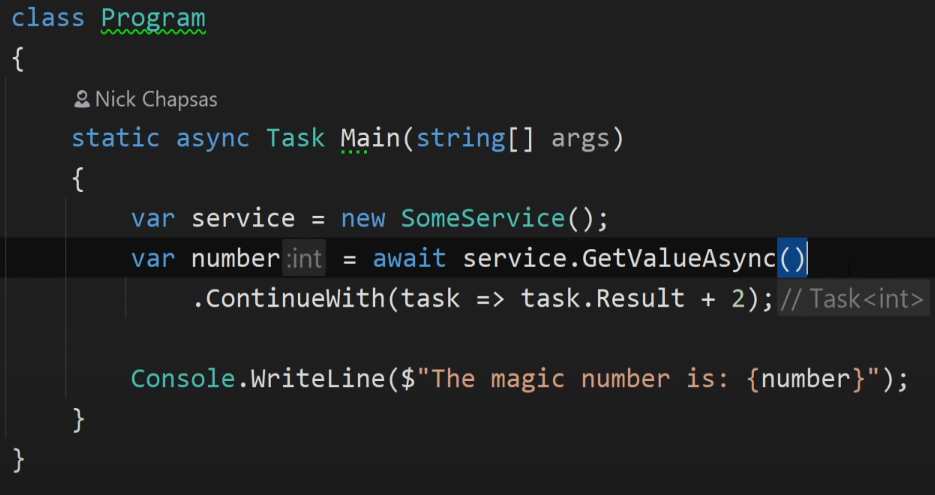 class Program
{
Nick Chapsas
static async Task Main(string[] args)
{
var service = new SomeService();
var number :int = await service.GetValueAsync()
.ContinueWith(task => task.Result + 2); // Task<int>
Console.WriteLine($"The magic number is: {number}");
}
}